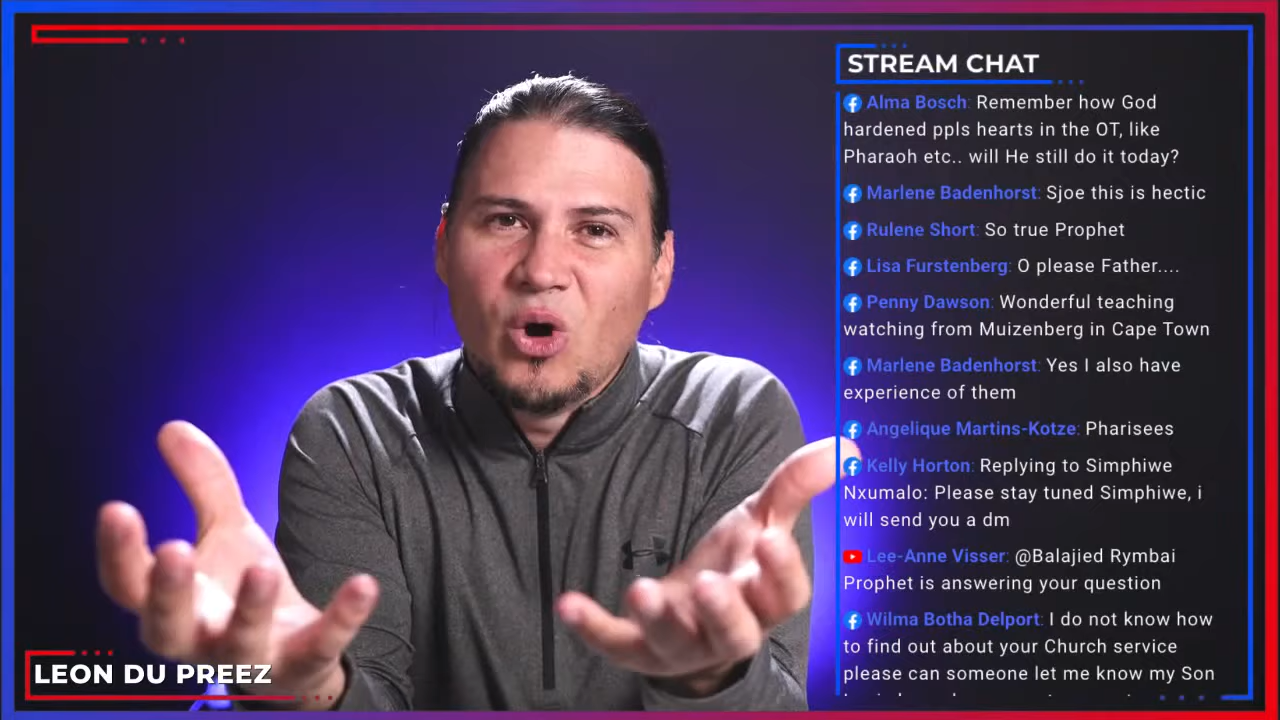 STREAM CHAT
Alma Bosch: Remember how God
hardened ppls hearts in the OT, like
Pharaoh etc.. will He still do it today?
Marlene Badenhorst: Sjoe this is hectic
Rulene Short: So true Prophet
Lisa Furstenberg: O please Father....
Penny Dawson: Wonderful teaching
watching from Muizenberg in Cape Town
Marlene Badenhorst: Yes I also have
experience of them
Angelique Martins-Kotze: Pharisees
Kelly Horton: Replying to Simphiwe
Nxumalo: Please stay tuned Simphiwe, i
will send you a dm
Lee-Anne Visser: @Balajied Rymbai
Prophet is answering your question
Wilma Botha Delport: I do not know how
to find out about your Church service
please can someone let me know my Son
LEON DU PREEZ